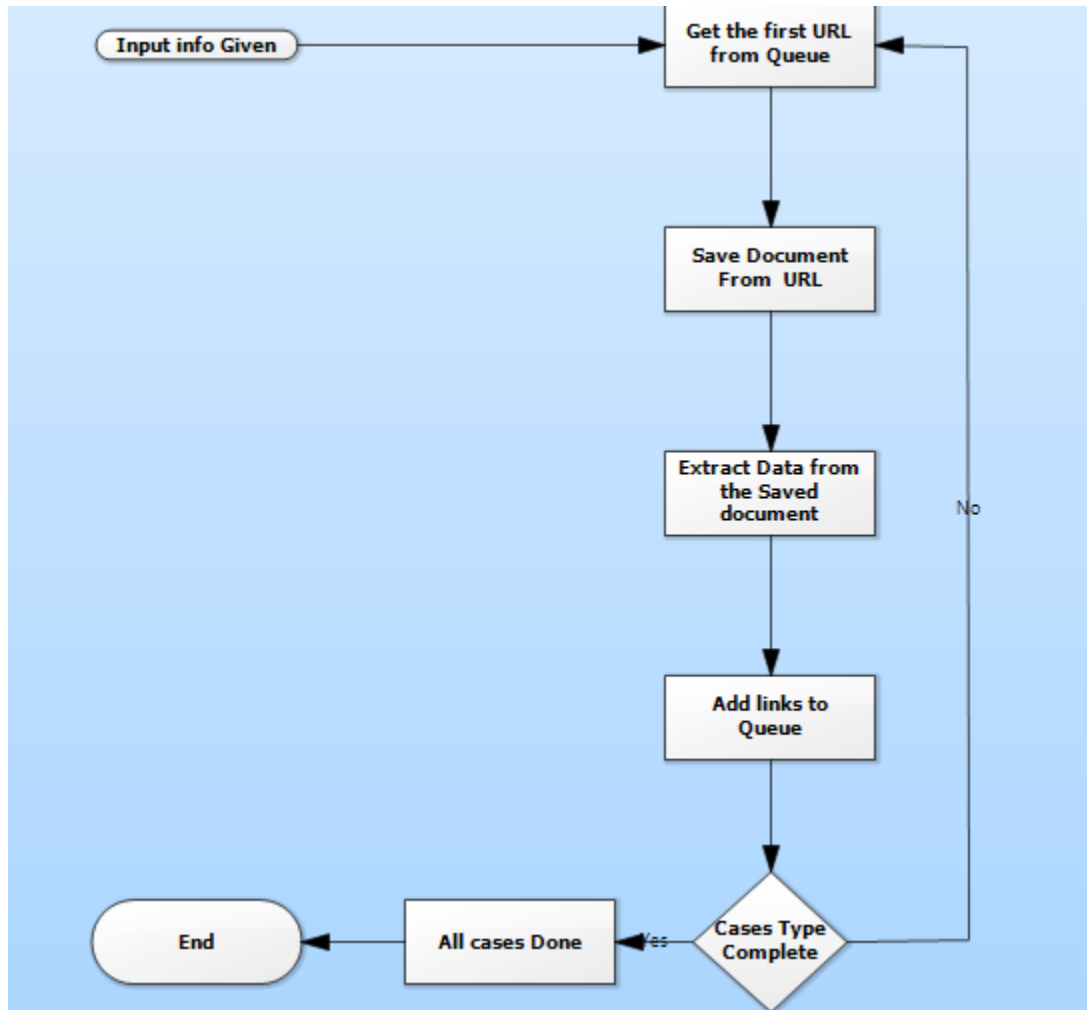 Input info Given
Get the first URL
from Queue
Save Document
From URL
Extract Data from
the Saved
document
No
Add links to
Queue
Cases Type
Complete
Yes
All cases Done
End